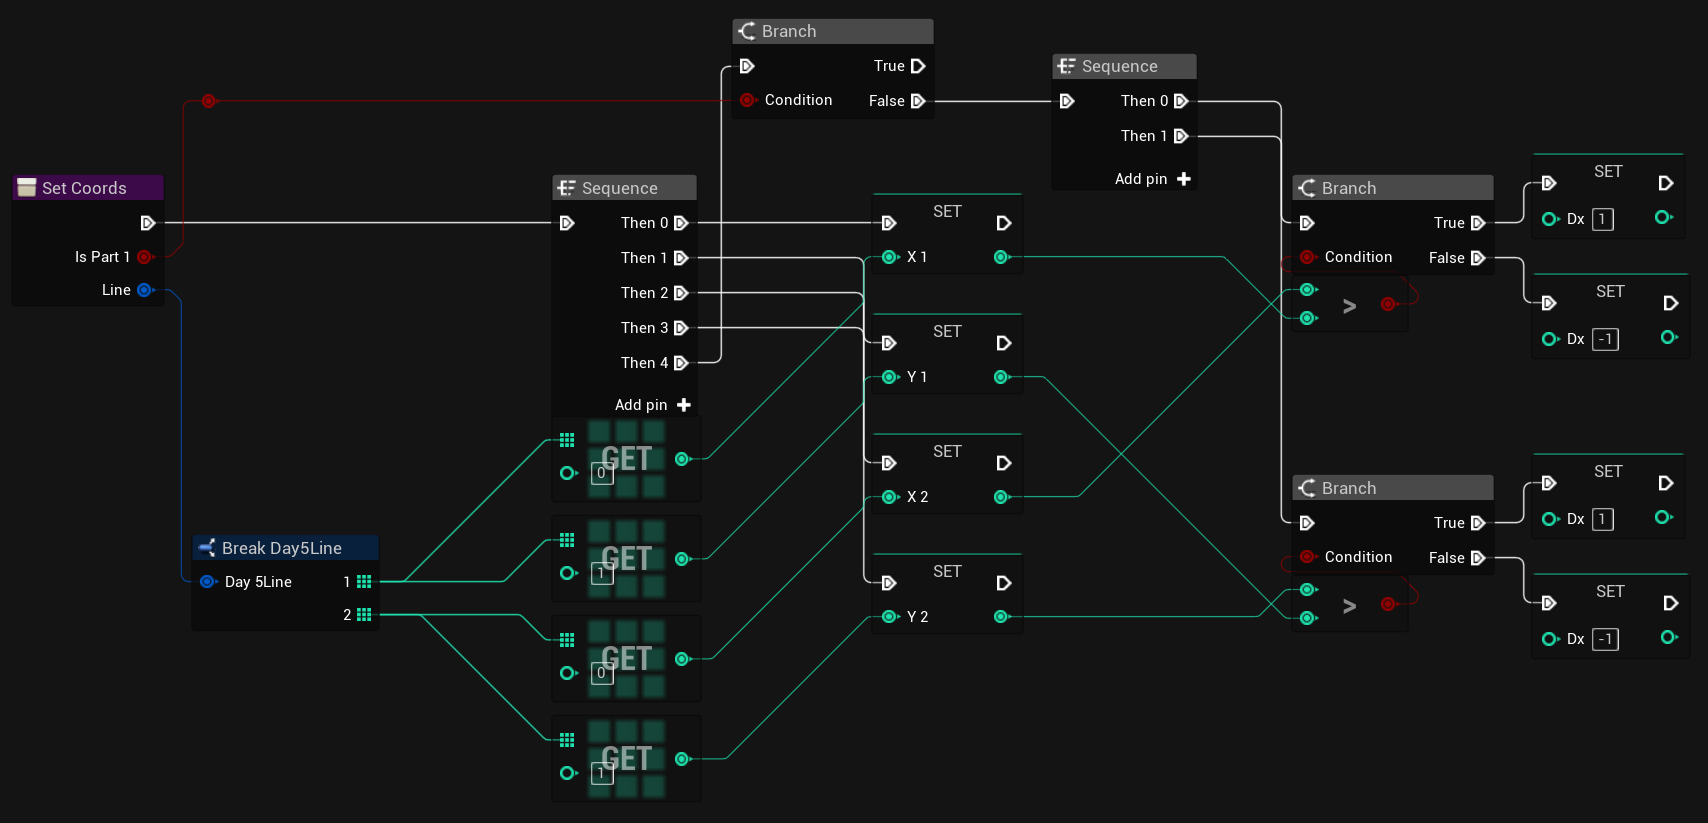 Set Coords
Is Part 1
Line
Break Day5Line
Day 5Line 1
2
Sequence
Then 0
Then 1
Then 2
Then 3
Then 4
Add pin
GET
0
GET
1
GET
0
GET
1
Branch
True
Condition False
SET
X 1
SET
Y 1
SET
X 2
SET
Y 2
Sequence
Then 0
Then 1
Add pin
Branch
True
Condition False
>
SET
Dx 1
SET
Dx -1
Branch
True
Condition False
>
SET
Dx 1
SET
Dx -1